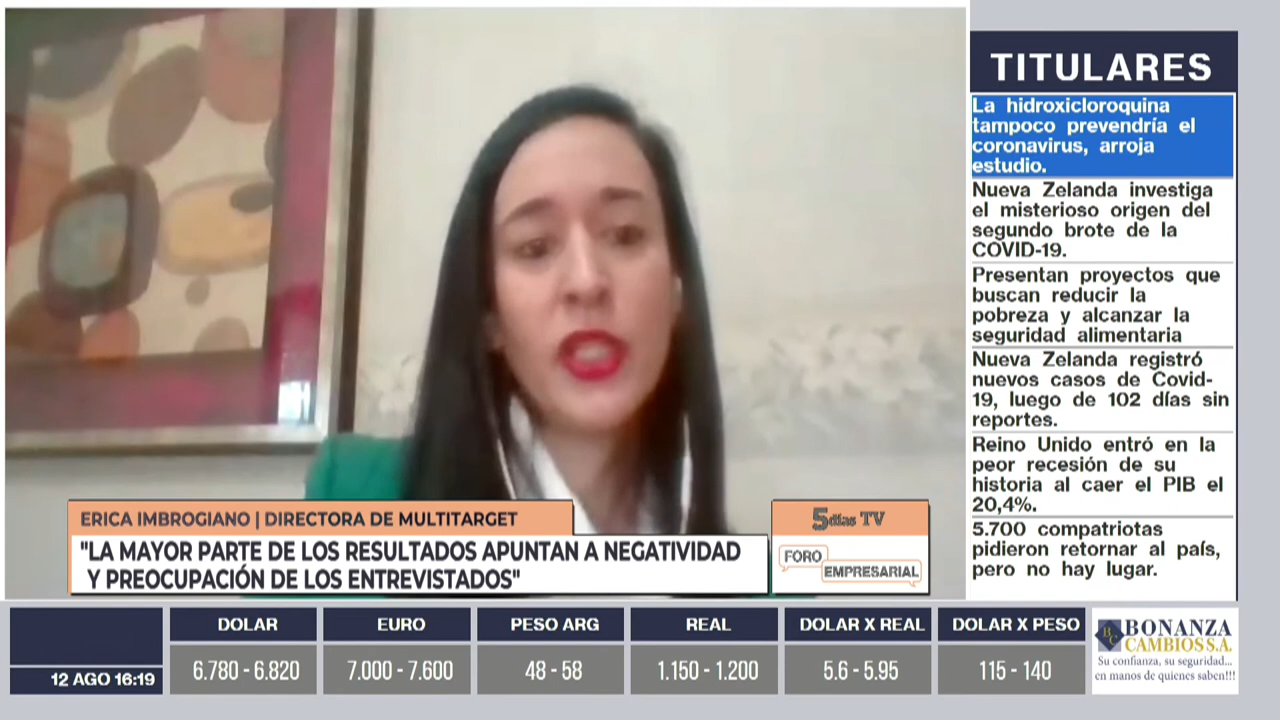 TITULARES
La hidroxicloroquina
tampoco prevendría el
coronavirus, arroja
estudio.
Nueva Zelanda investiga
el misterioso origen del
segundo brote de la
COVID-19.
Presentan proyectos que
buscan reducir la
pobreza y alcanzar la
seguridad alimentaria
Nueva Zelanda registró
nuevos casos de Covid-
19, luego de 102 días sin
reportes.
Reino Unido entró en la
peor recesión de su
historia al caer el PIB el
20,4%.
5.700 compatriotas
pidieron retornar al país,
pero no hay lugar.
ERICA IMBROGIANO | DIRECTORA DE MULTITARGET
"LA MAYOR PARTE DE LOS RESULTADOS APUNTAN A NEGATIVIDAD
Y PREOCUPACIÓN DE LOS ENTREVISTADOS"
5días TV
FORO
EMPRESARIAL
12 AGO 16:19
DOLAR EURO PESO ARG REAL DOLAR X REAL DOLAR X PESO
6.780 - 6.820 7.000 - 7.600 48 - 58 1.150 - 1.200 5.6 - 5.95 115 - 140
BC BONANZA
CAMBIOS S.A.
Su confianza, su seguridad...
en manos de quienes saben!!!